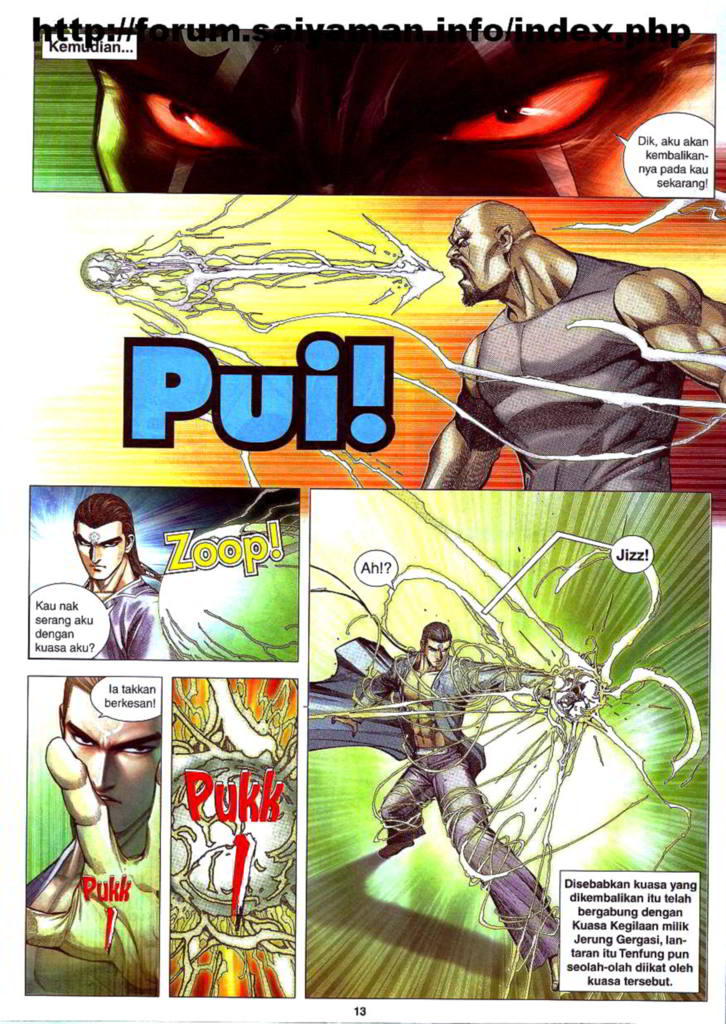 http://forum.saiyaman.info/index.php
Kemudian...
Dik, aku akan
kembalikan-
nya pada kau
sekarang!
Pui!
Zoop!
Kau nak
serang aku
dengan
kuasa aku?
Ah!?
Jizz!
Ia takkan
berkesan!
Pukk
!
Pukk
!
Disebabkan kuasa yang
dikembalikan itu telah
bergabung dengan
Kuasa Kegilaan milik
Jerung Gergasi, lan-
taran itu Tenfung pun
seolah-olah diikat oleh
kuasa tersebut.
13